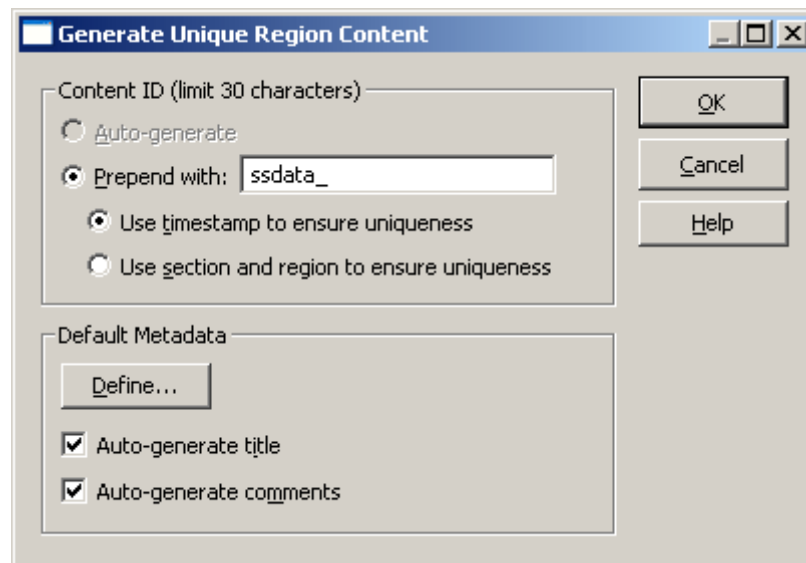 Generate Unique Region Content
Content ID (limit 30 characters)
Auto-generate
Prepend with: ssdata_
Use timestamp to ensure uniqueness
Use section and region to ensure uniqueness
Default Metadata
Define...
Auto-generate title
Auto-generate comments
OK
Cancel
Help